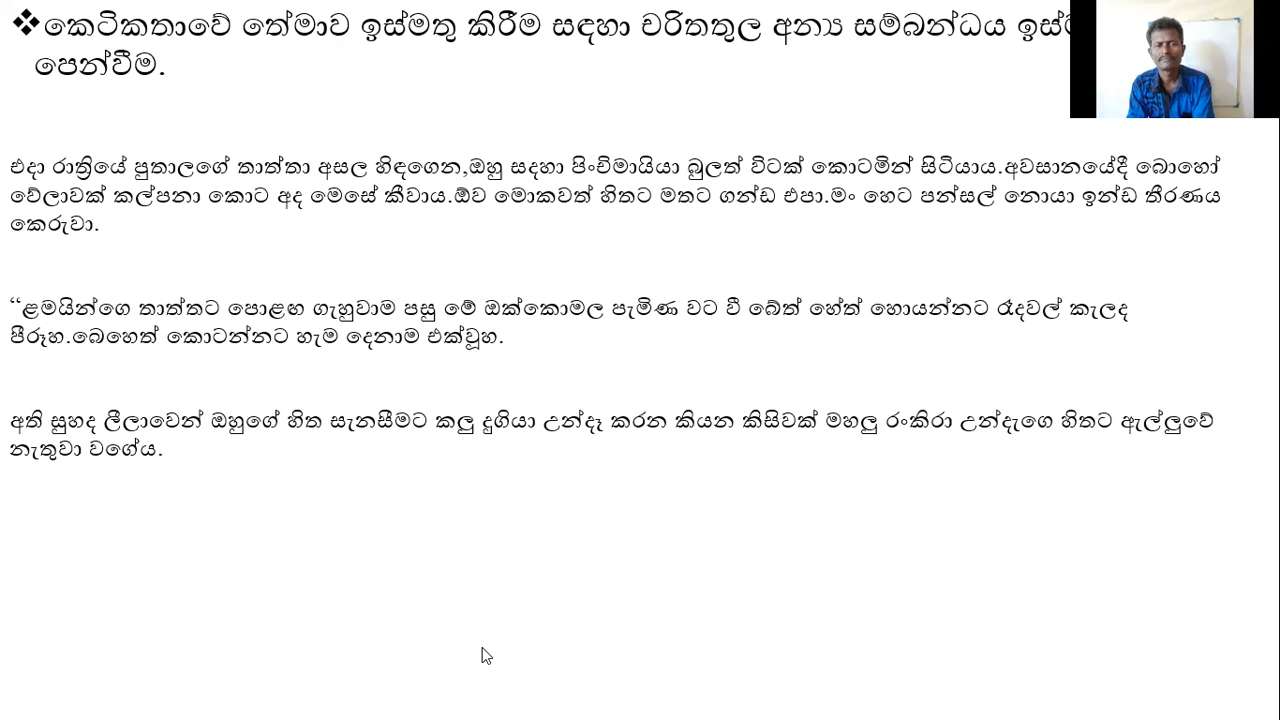 ❖කෙටිකතාවේ තේමාව ඉස්මතු කිරීම සඳහා චරිතතුල අන්‍ය සම්බන්ධය
පෙන්වීම.
එදා රාත්‍රියේ පුතාලගේ තාත්තා අසල හිඳගෙන,ඔහු සදහා පිංචිමායියා බුලත් විටක් කොටමින් සිටියාය.අවසානයේදී බොහෝ
වේලාවක් කල්පනා කොට අද මෙසේ කීවාය.ඕව මොකවත් හිතට මතට ගන්ඩ එපා.මං හෙට පන්සල් නොයා ඉන්ඩ තීරණය
කෙරුවා.
‘‘ළමයින්ගෙ තාත්තට පොළඟ ගැහුවාම පසු මේ ඔක්කොමල පැමිණ වට වී බේත් හේත් හොයන්නට රෑදවල් කැලද
පීරූහ.බෙහෙත් කොටන්නට හැම දෙනාම එක්වූහ.
අති සුහද ලීලාවෙන් ඔහුගේ හිත සැනසීමට කලු දුගියා උන්දෑ කරන කියන කිසිවක් මහලු රංකිරා උන්දැගෙ හිතට ඇල්ලුවේ
නැතුවා වගේය.